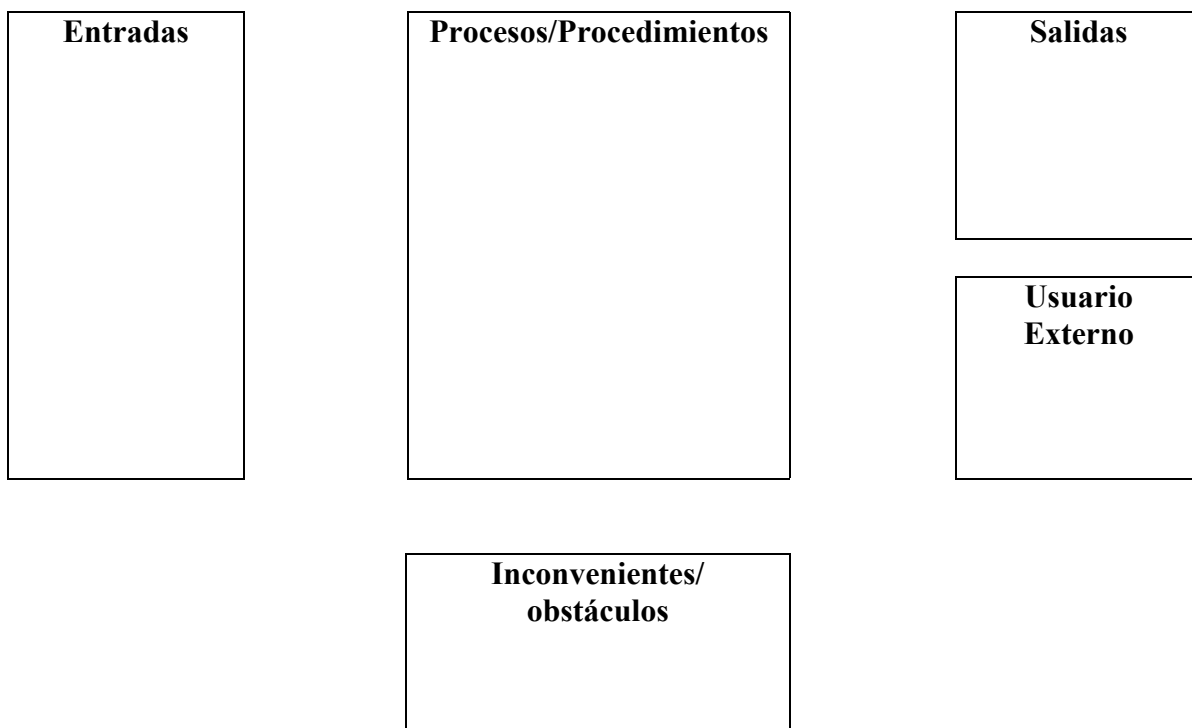 Entradas
Procesos/Procedimientos
Salidas
Usuario
Externo
Inconvenientes/
obstáculos